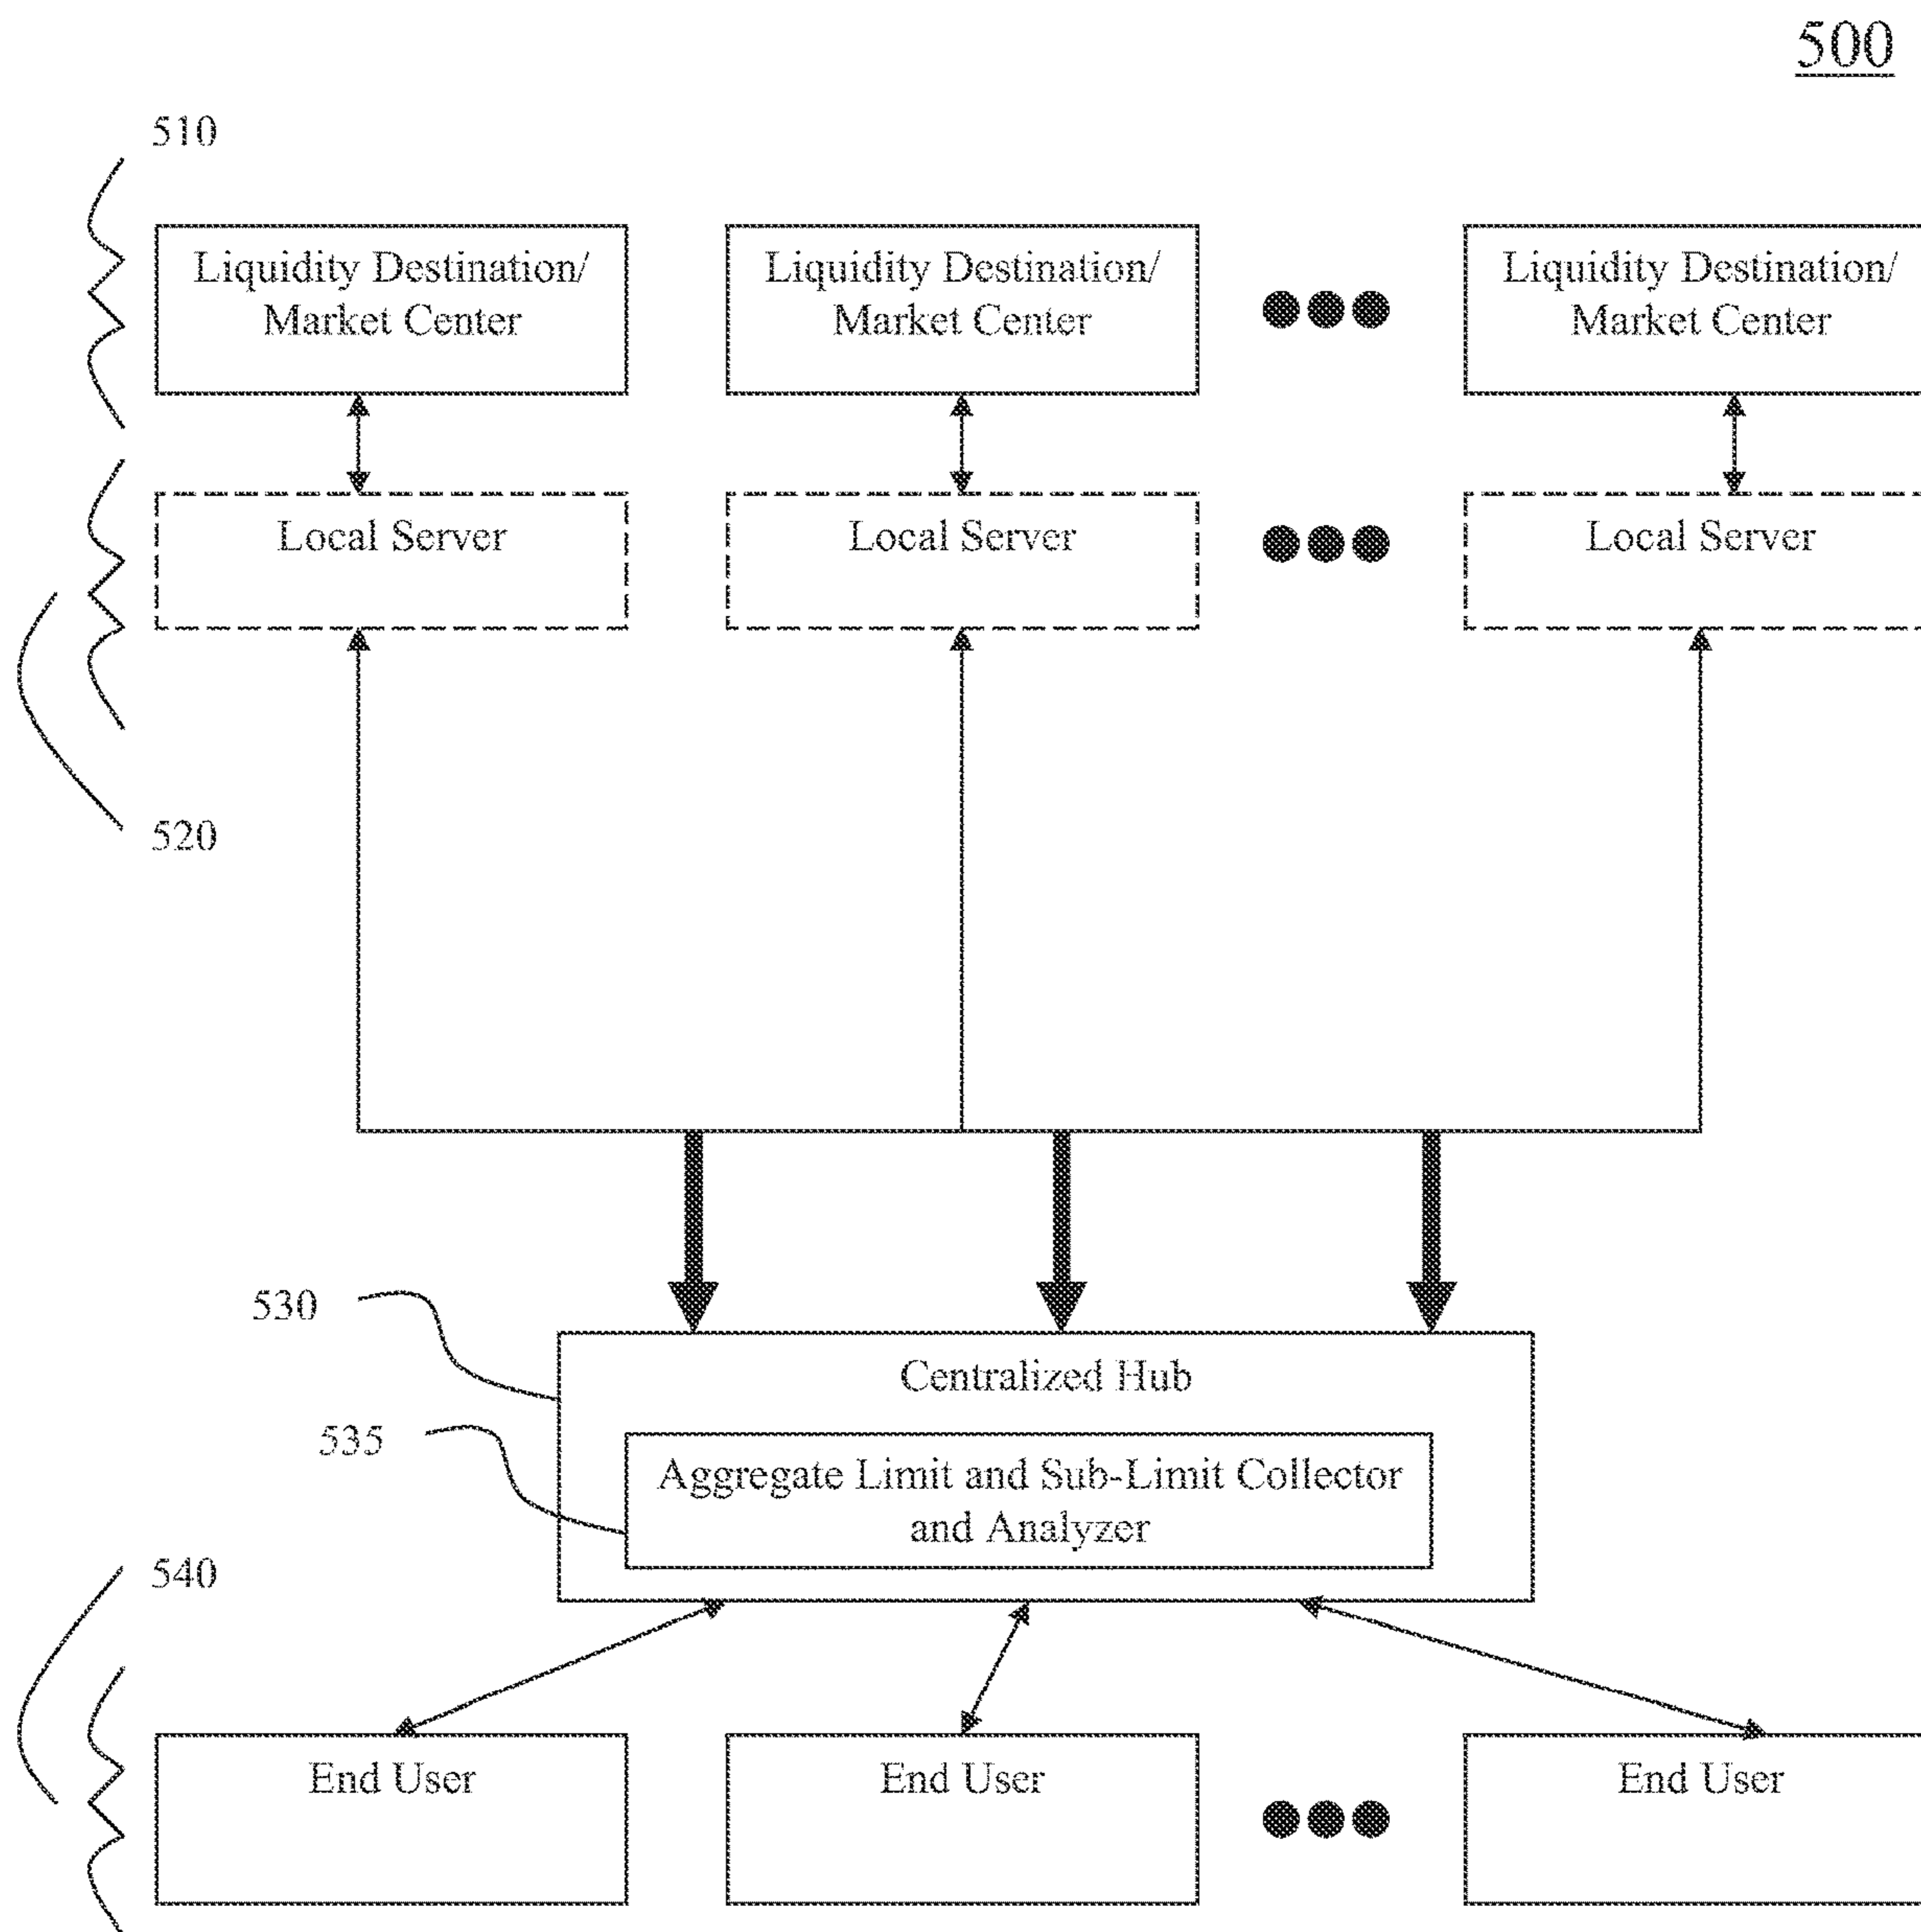 500
510
Liquidity Destination/
Market Center
Liquidity Destination/
Market Center
Liquidity Destination/
Market Center
Local Server
Local Server
Local Server
520
530
Centralized Hub
535
Aggregate Limit and Sub-Limit Collector
and Analyzer
540
End User
End User
End User